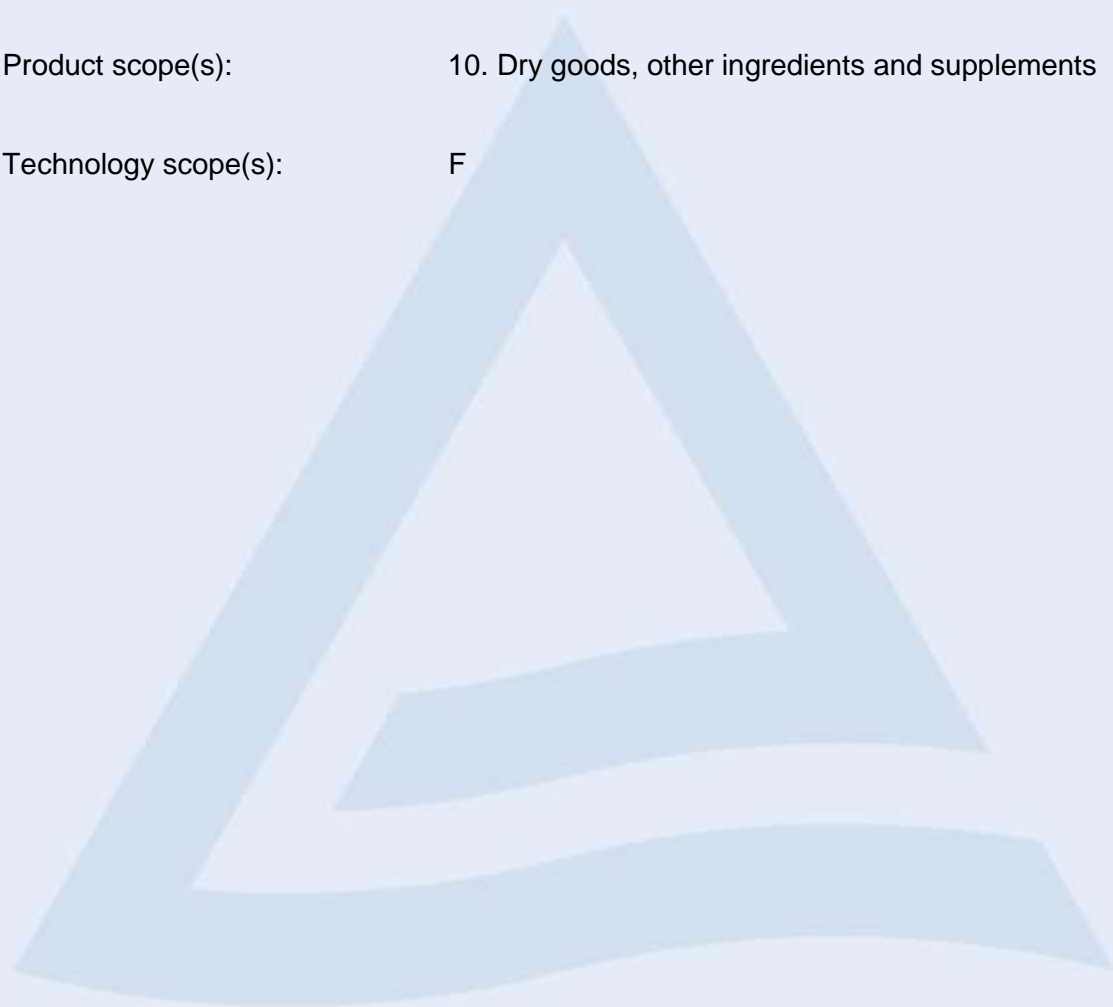 Product scope(s): 10. Dry goods, other ingredients and supplements
Technology scope(s): F